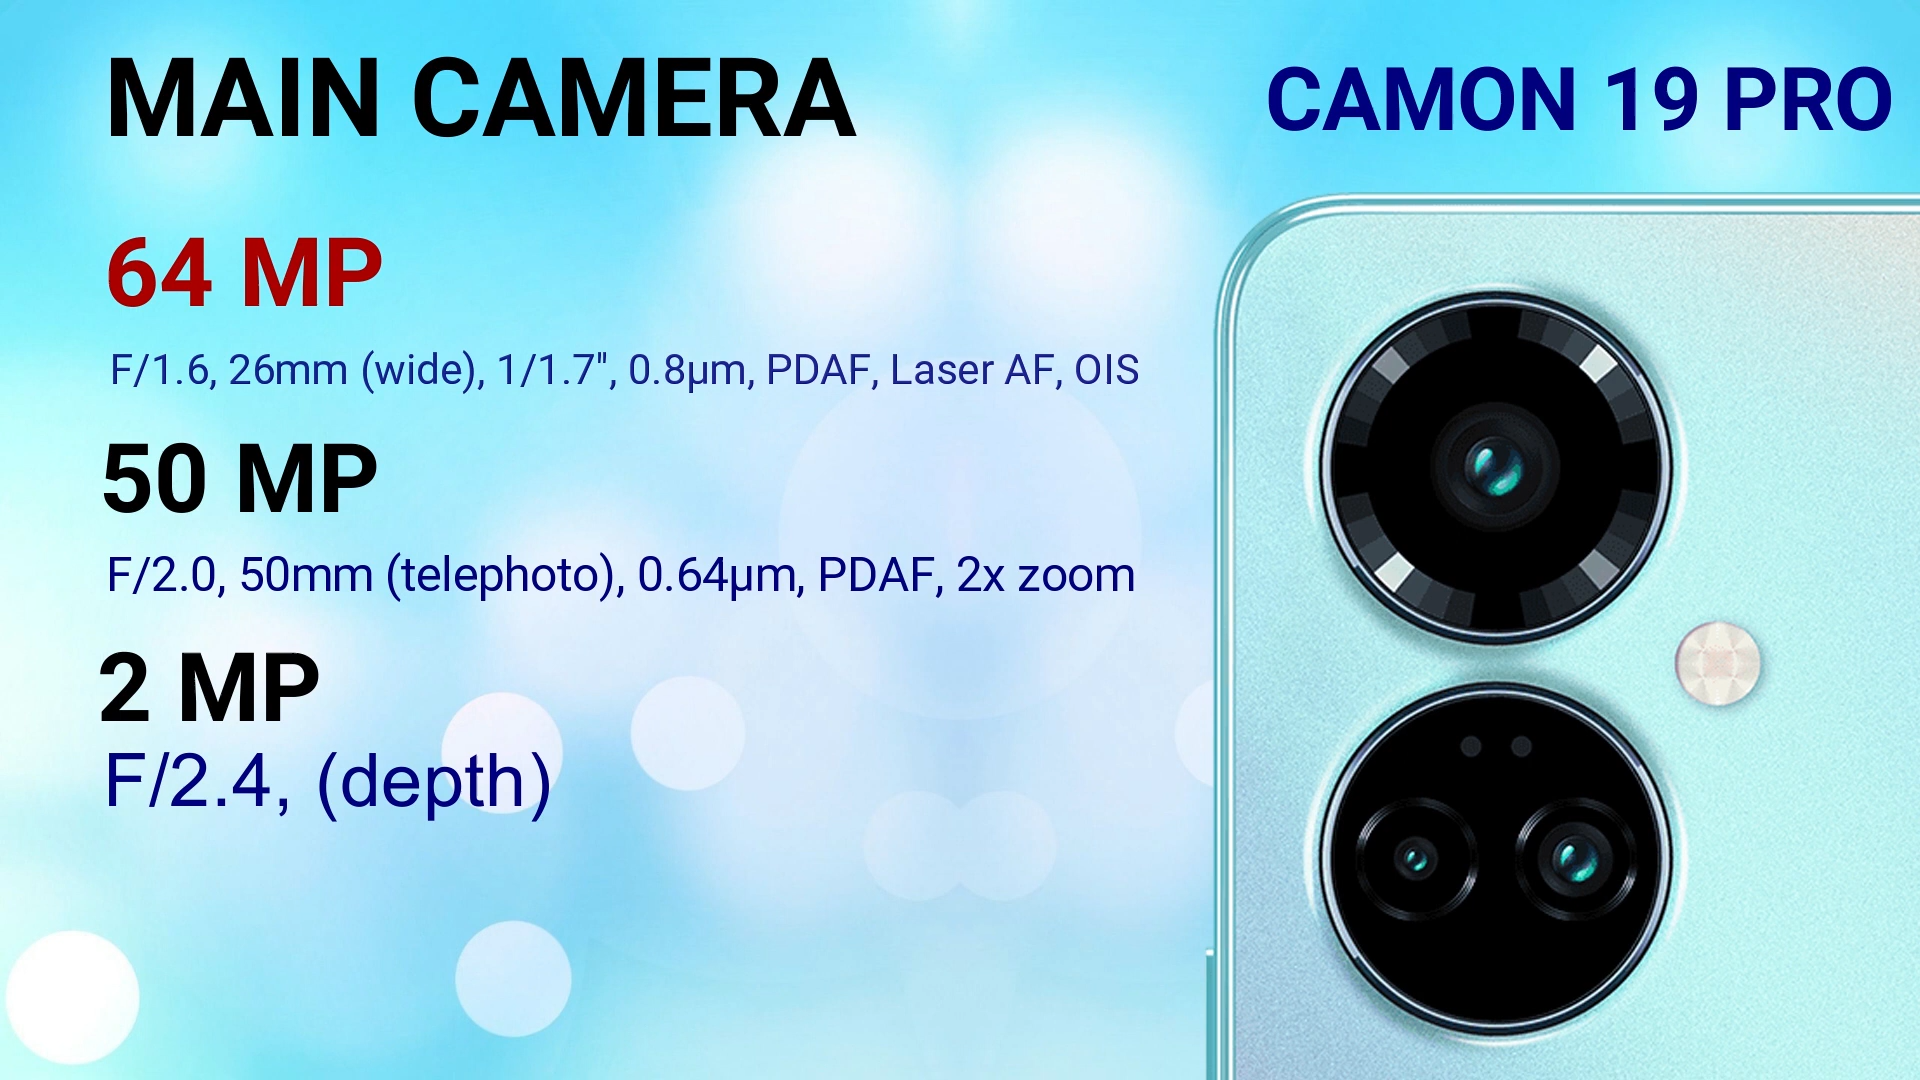 MAIN CAMERA
CAMON 19 PRO
64 MP
F/1.6, 26mm (wide), 1/1.7", 0.8µm, PDAF, Laser AF, OIS
50 MP
F/2.0, 50mm (telephoto), 0.64µm, PDAF, 2x zoom
2 MP
F/2.4, (depth)